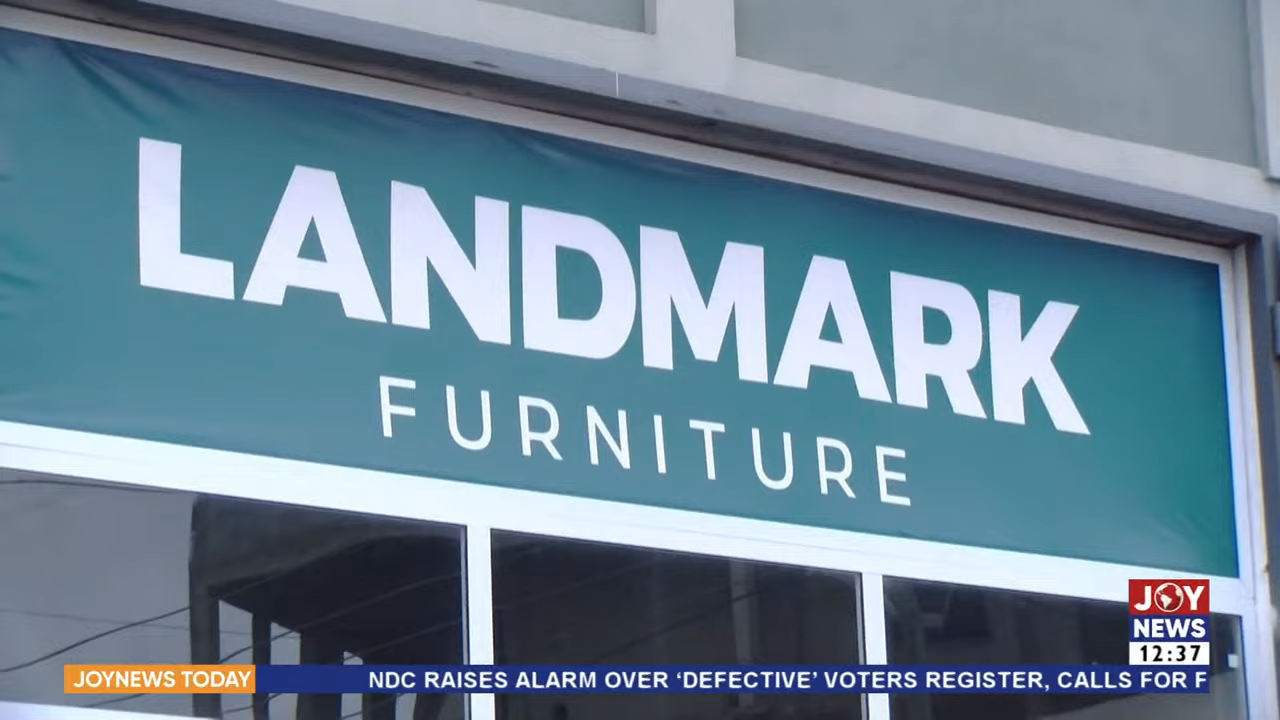 LANDMARK
FURNITURE
JOY
NEWS
12:37
JOYNEWS TODAY
NDC RAISES ALARM OVER ‘DEFECTIVE’ VOTERS REGISTER, CALLS FOR F